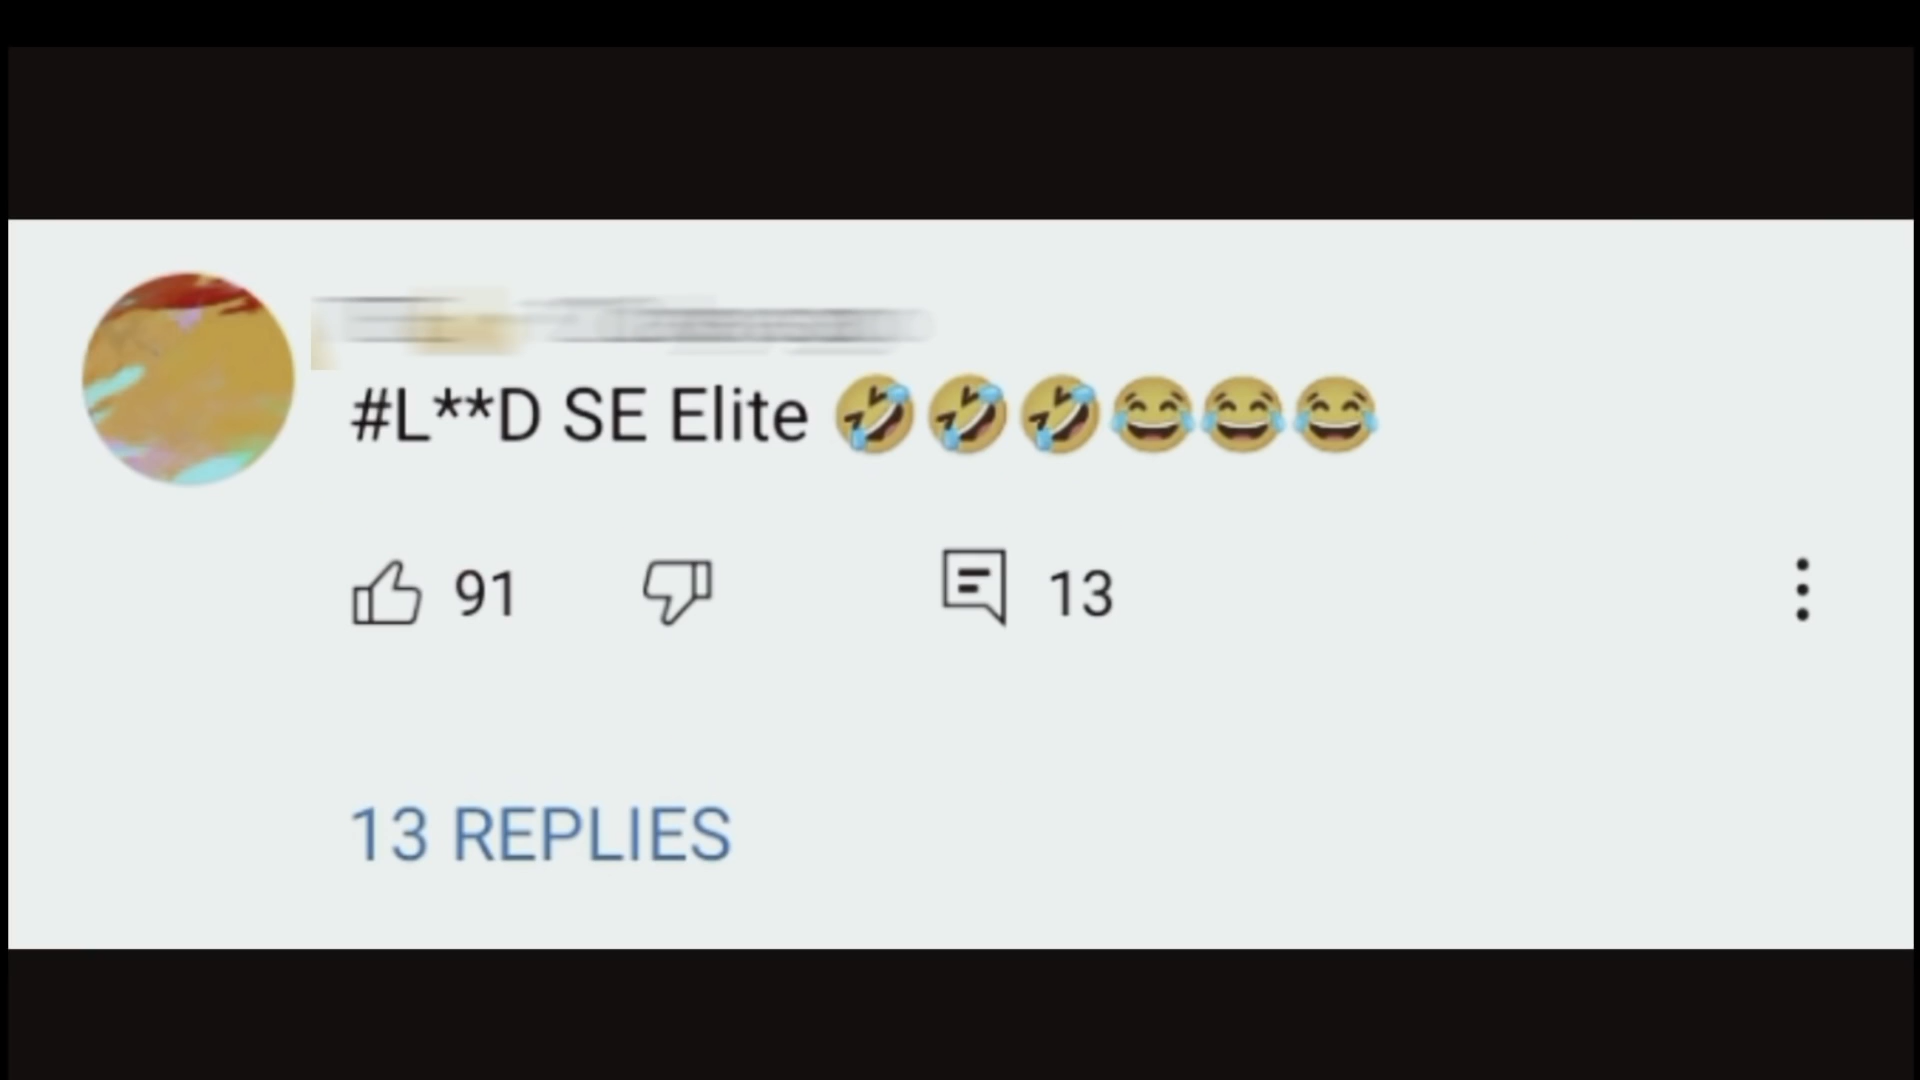 #L**D SE Elite 🤣🤣🤣😂😂😂
91 13
13 REPLIES